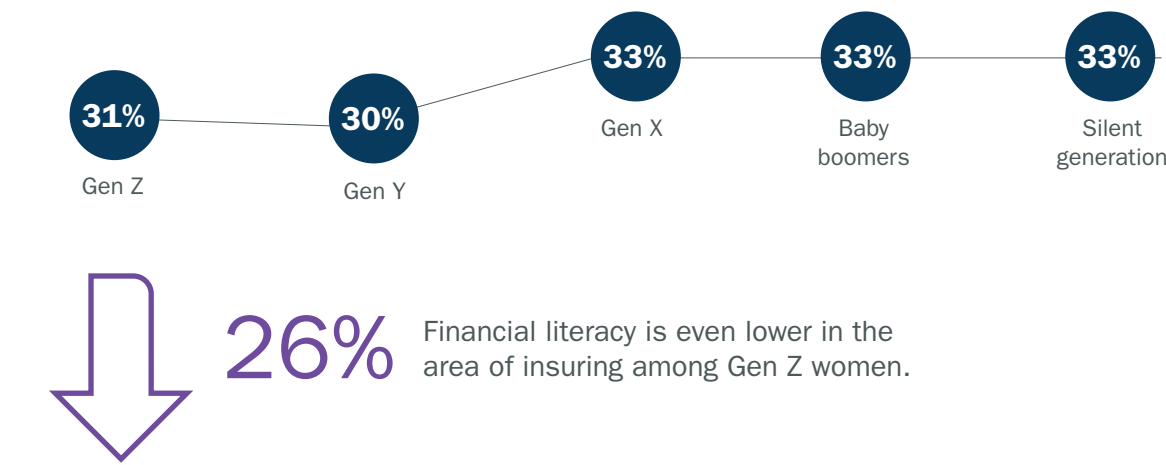 31%
30%
33%
33%
33%
Gen Z
Gen Y
Gen X
Baby
boomers
Silent
generation
26%
Financial literacy is even lower in the
area of insuring among Gen Z women.